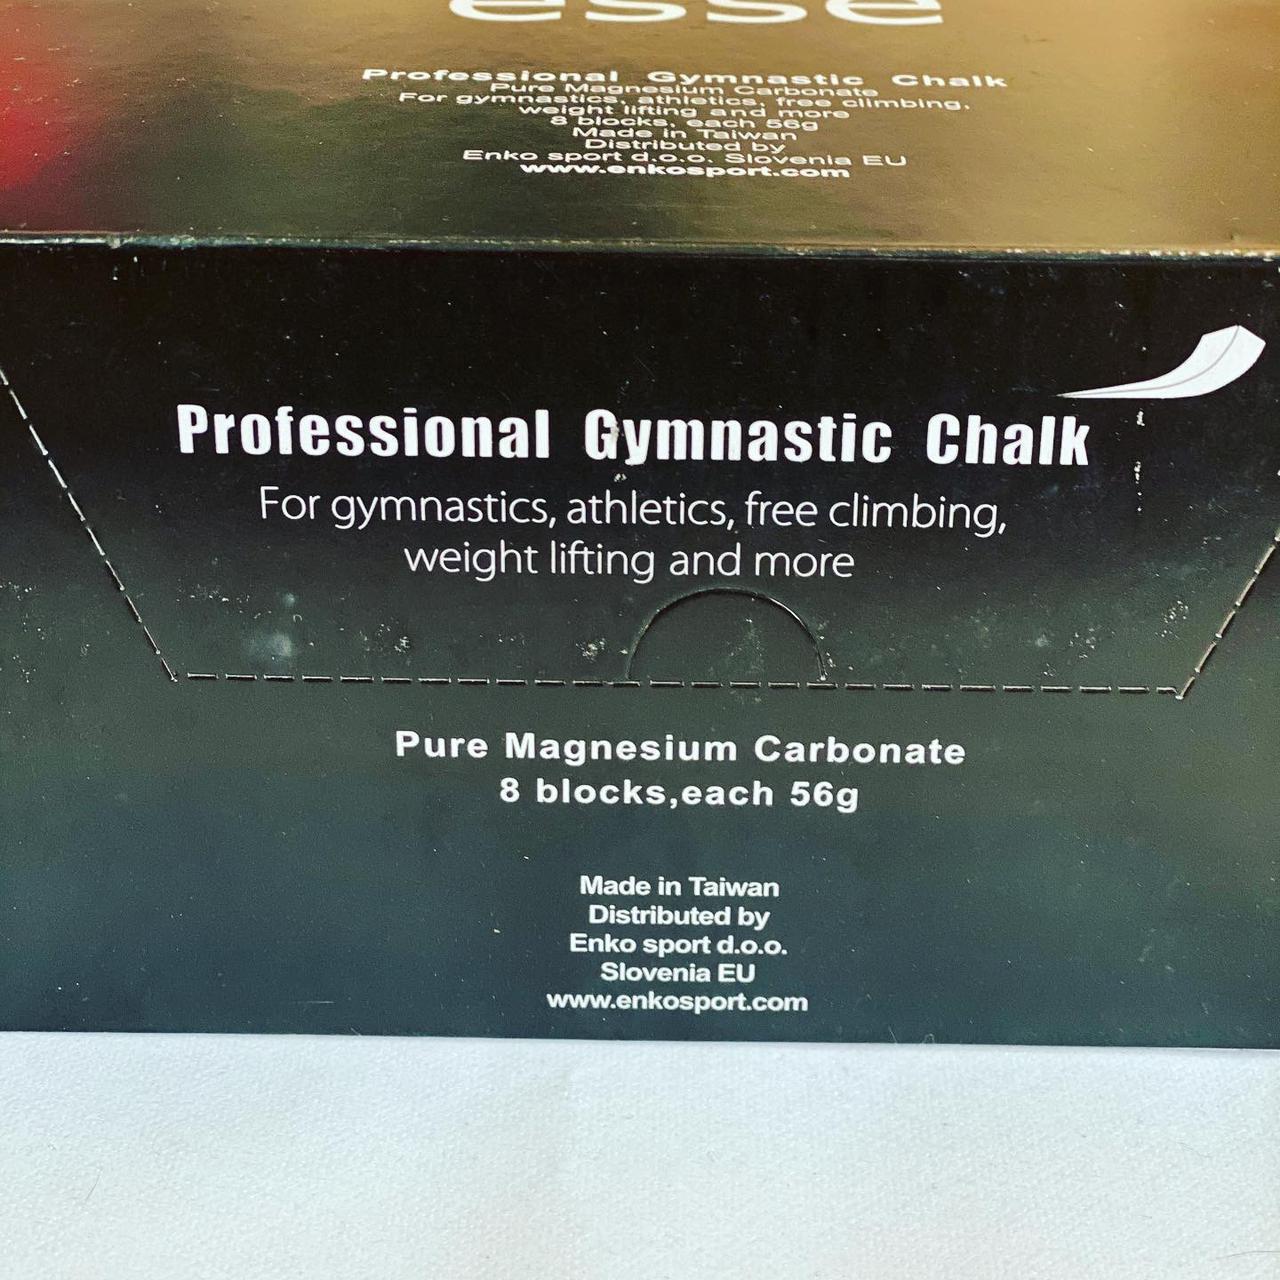 esse
Professional Gymnastic Chalk
Pure Magnesium Carbonate
For gymnastics, athletics, free climbing,
weight lifting and more
8 blocks, each 56g
Made in Taiwan
Distributed by
Enko sport d.o.o. Slovenia EU
www.enkosport.com
Professional Gymnastic Chalk
For gymnastics, athletics, free climbing,
weight lifting and more
Pure Magnesium Carbonate
8 blocks,each 56g
Made in Taiwan
Distributed by
Enko sport d.o.o.
Slovenia EU
www.enkosport.com